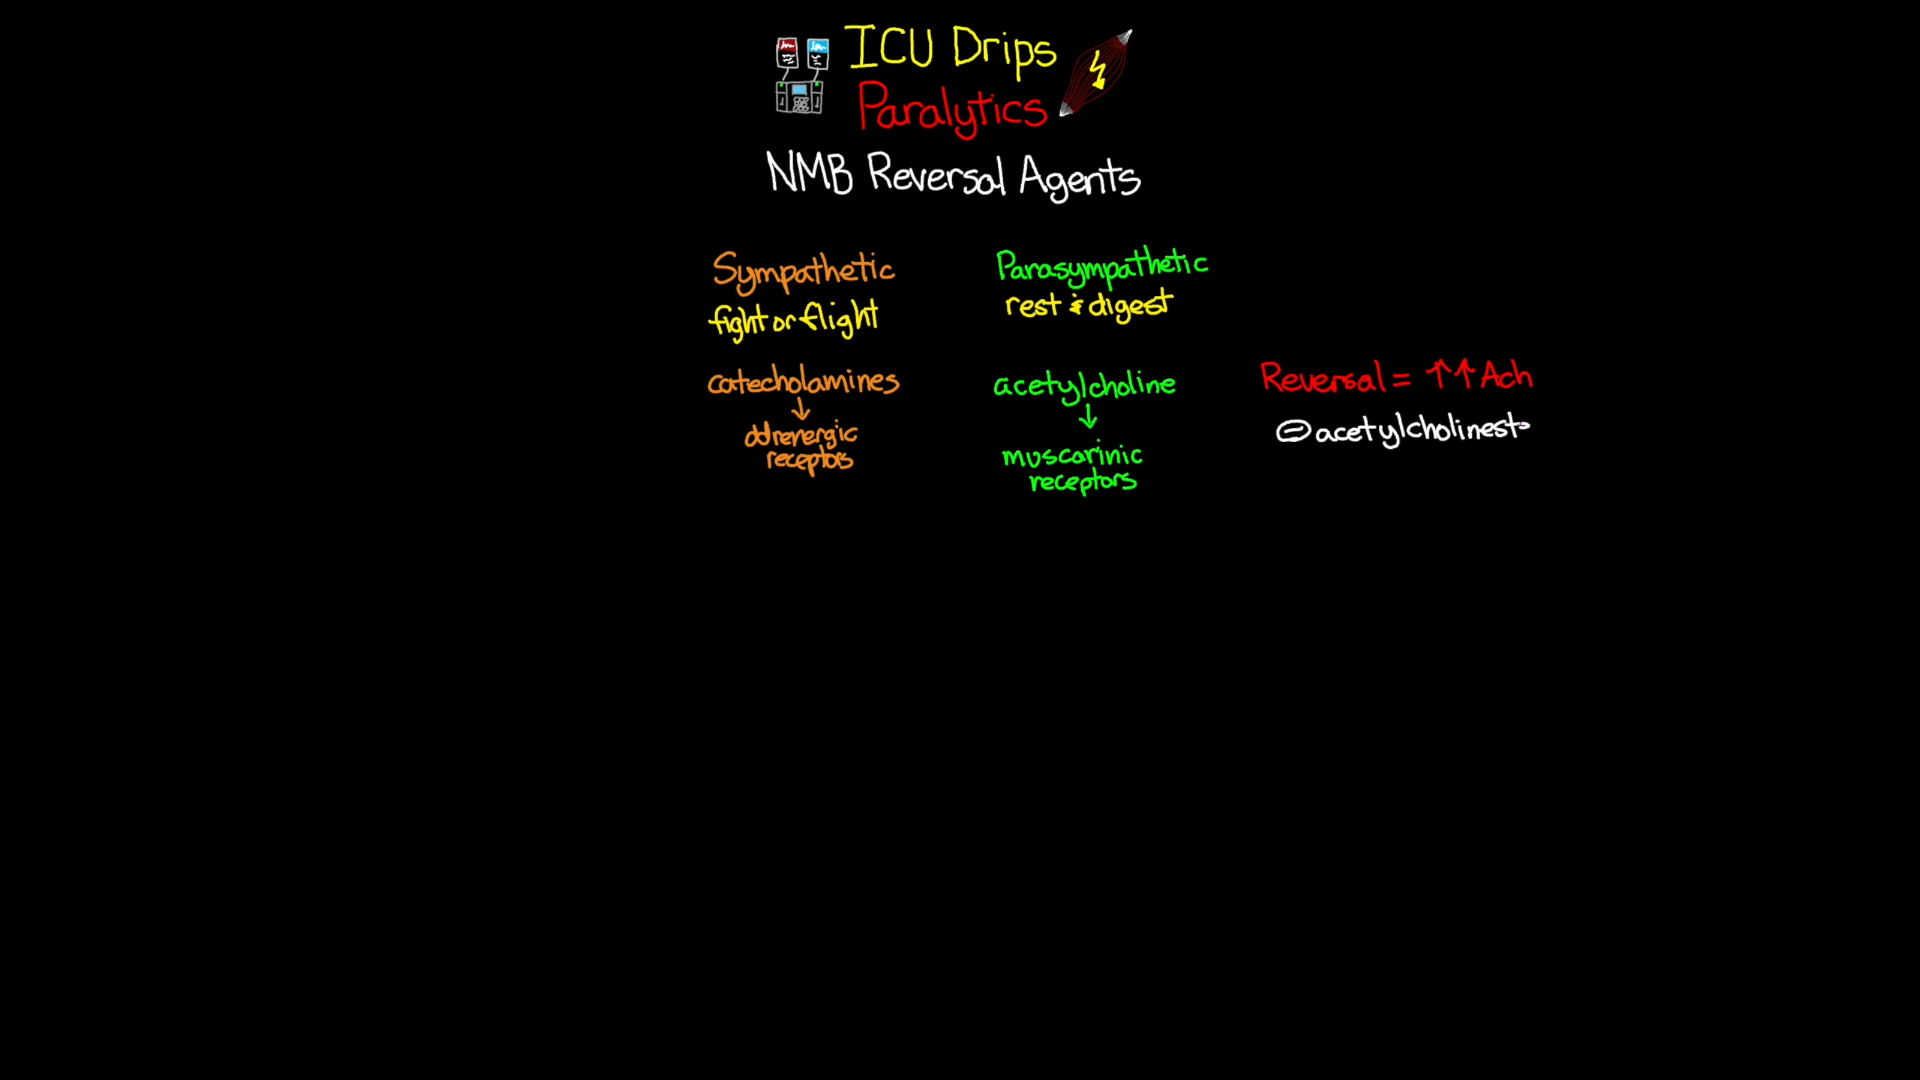 ICU Drips
Paralytics
NMB Reversal Agents
Sympathetic
fight or flight
catecholamines
↓
adrenergic
receptors
Parasympathetic
rest & digest
acetylcholine
↓
muscarinic
receptors
Reversal = ↑↑ Ach
⊖ acetylcholinest